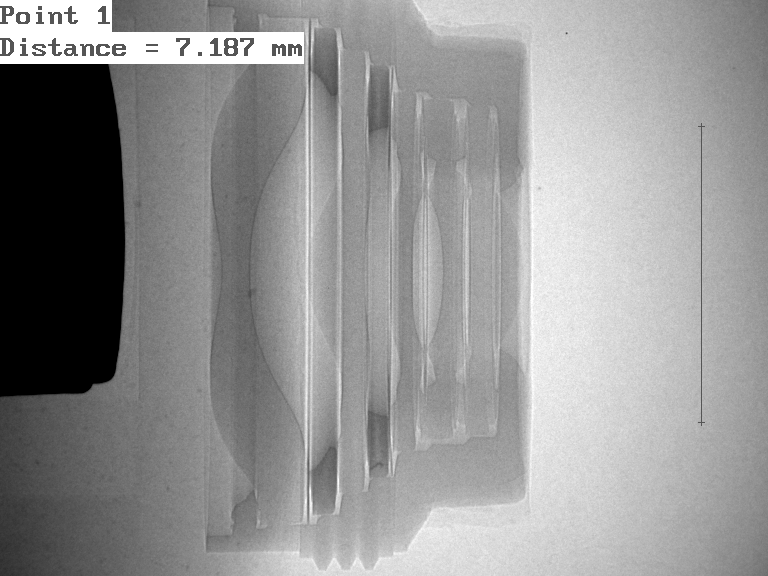 Point 1
Distance = 7.187 mm